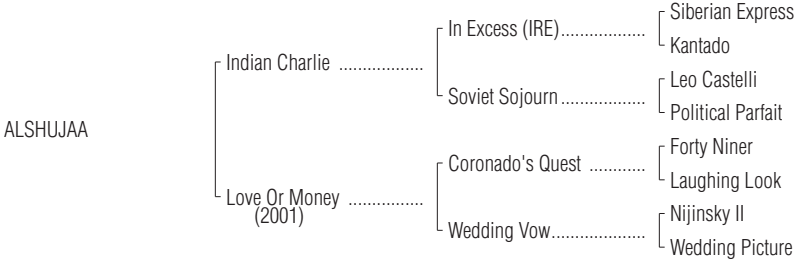 Siberian Express
In Excess (IRE)...................
Kantado
Indian Charlie ..................
Leo Castelli
Soviet Sojourn...................
Political Parfait
ALSHUJAA
Forty Niner
Coronado's Quest ............
Laughing Look
Love Or Money ................
(2001)
Nijinsky II
Wedding Vow....................
Wedding Picture